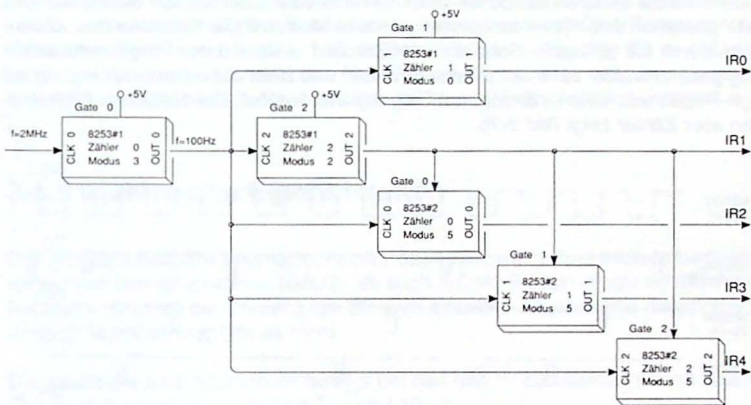 +5V
Gate 1
8253#1
CLK 1
Zähler 1
Modus 1
OUT 1
IR0
Gate 0
+5V
f=2MHz
CLK 0
8253#1
Zähler 0
Modus 3
OUT 0
f=100Hz
Gate 2
+5V
CLK 2
8253#1
Zähler 2
Modus 2
OUT 2
IR1
Gate 0
CLK 0
8253#2
Zähler 0
Modus 5
OUT 0
IR2
Gate 1
CLK 1
8253#2
Zähler 1
Modus 5
OUT 1
IR3
Gate 2
CLK 2
8253#2
Zähler 2
Modus 5
OUT 2
IR4